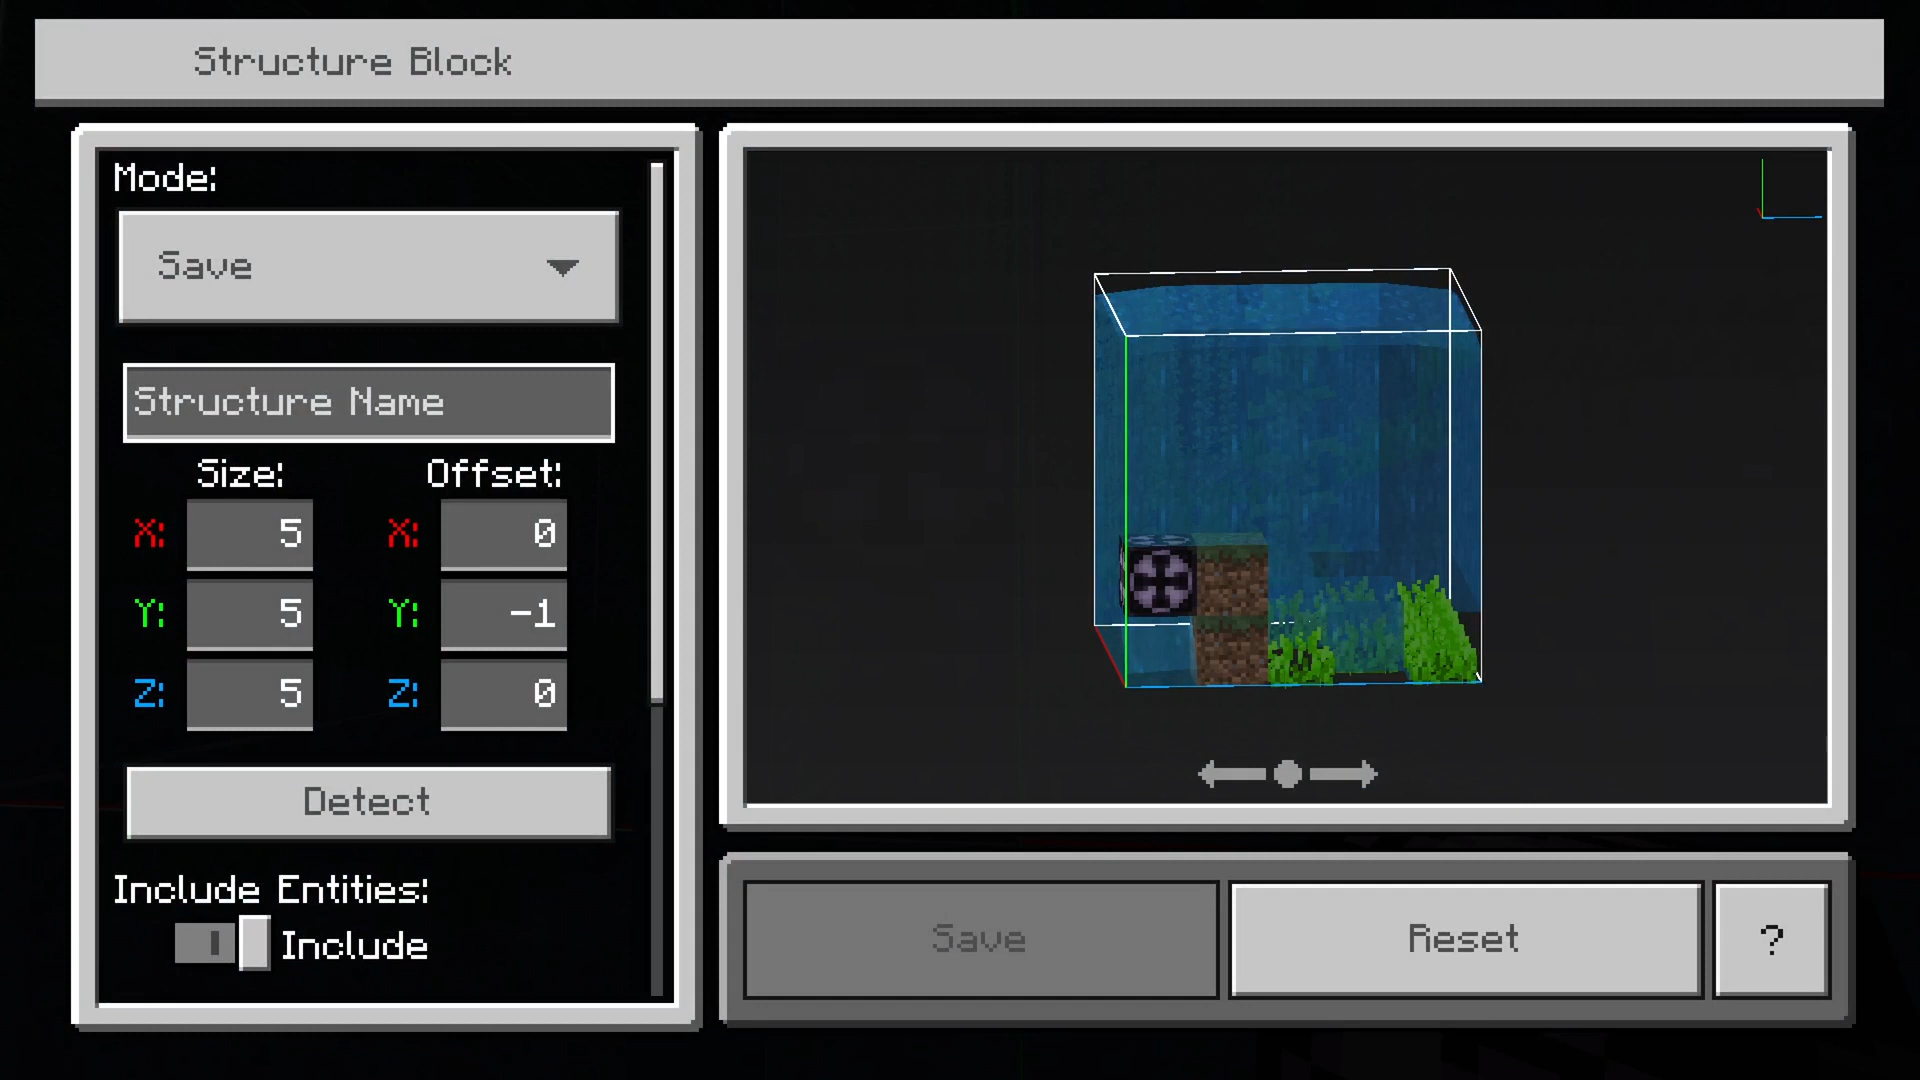 Structure Block
Mode:
Save
Structure Name
Size: Offset:
X: 5 X: 0
Y: 5 Y: -1
Z: 5 Z: 0
Detect
Include Entities:
Include
Save Reset ?